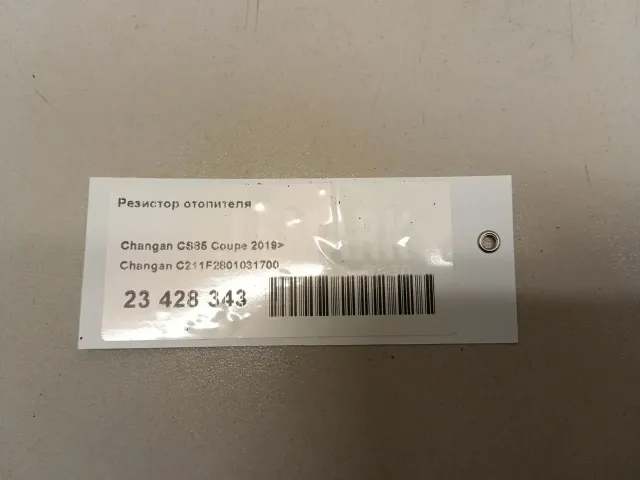 Резистор отопителя
Changan CS85 Coupe 2019>
Changan C211F2801031700
23 428 343